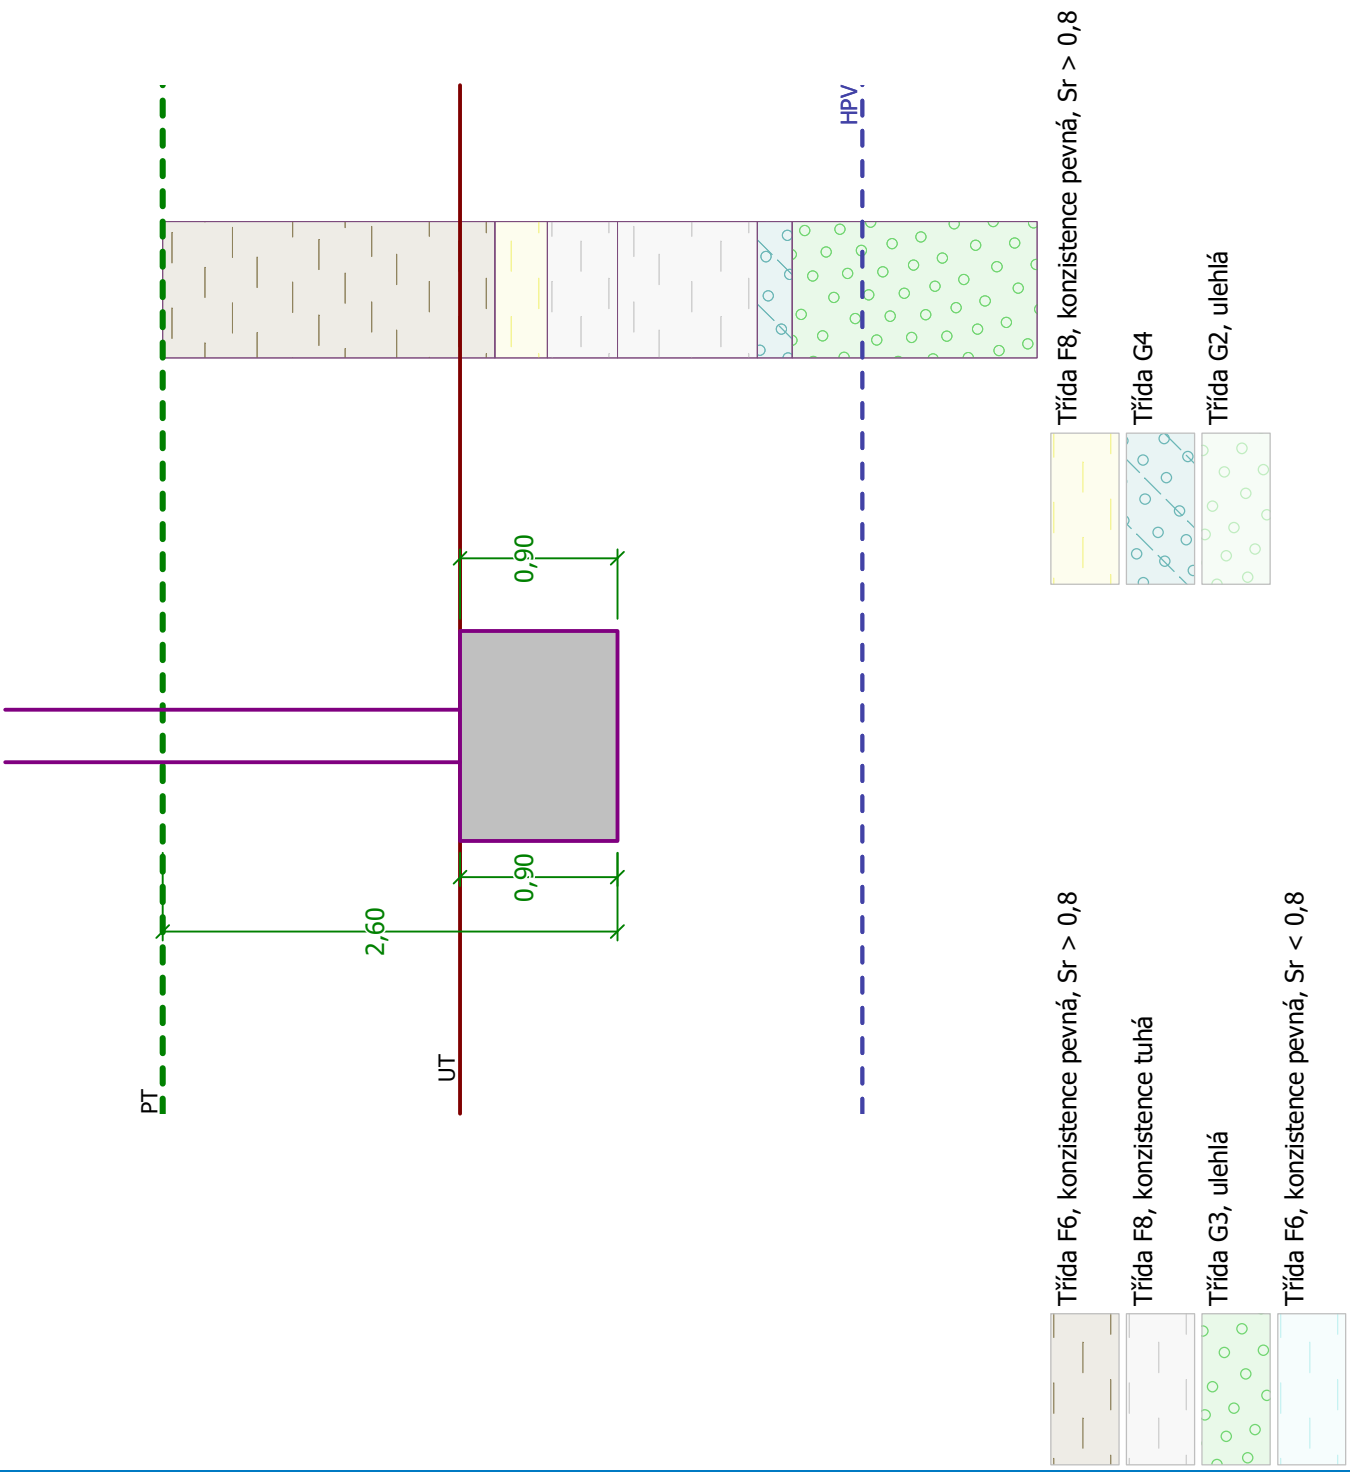 PT
UT
HPV
2,60
0,90
0,90
Třída F6, konzistence pevná, Sr > 0,8
Třída F8, konzistence pevná, Sr > 0,8
Třída F8, konzistence tuhá
Třída G4
Třída G3, ulehlá
Třída G2, ulehlá
Třída F6, konzistence pevná, Sr < 0,8